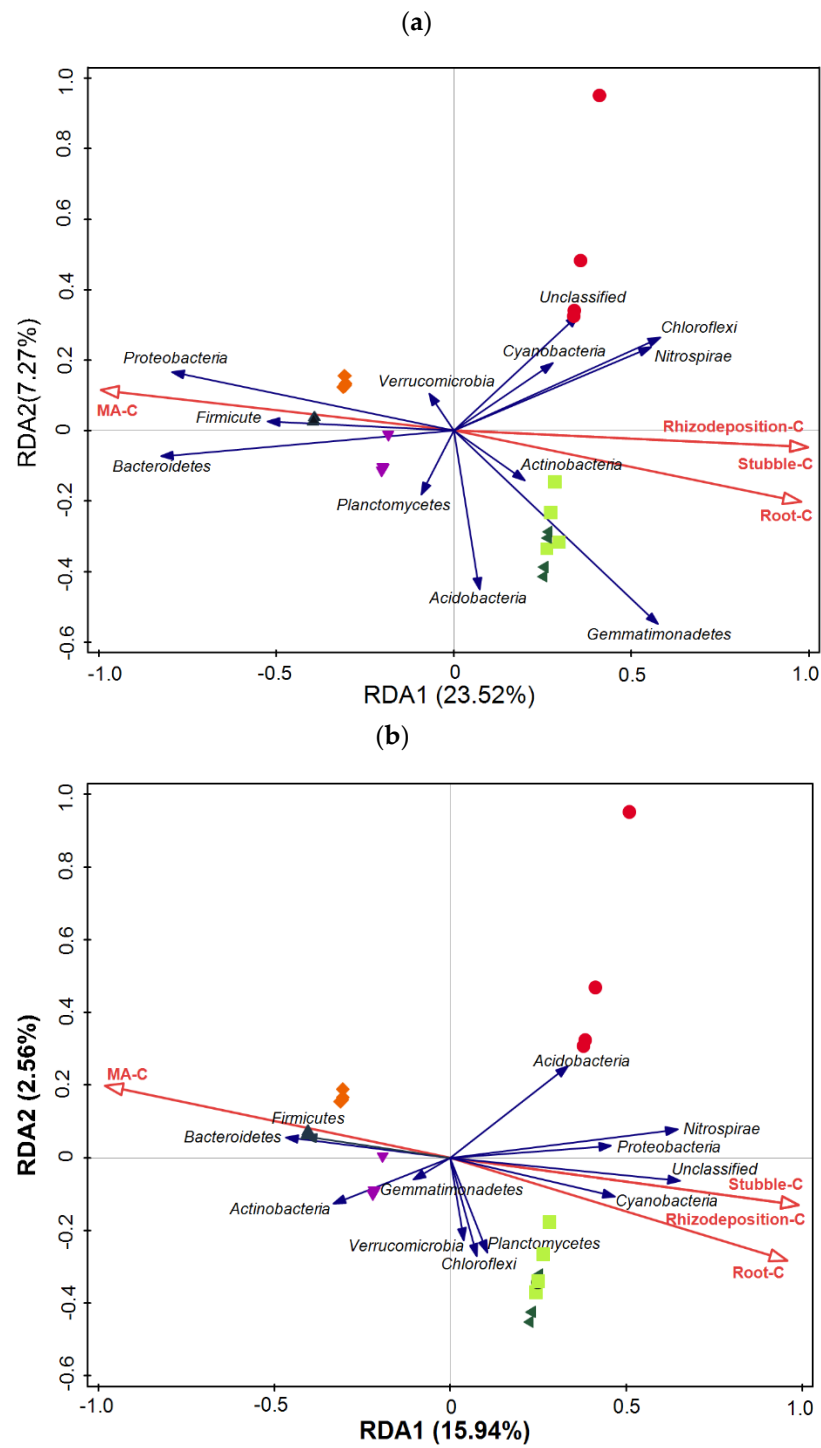 (a)
1.0
0.8
0.6
0.4
0.2
0
-0.2
-0.4
-0.6
RDA2(7.27%)
Unclassified
Chloroflexi
Cyanobacteria
Nitrospirae
Proteobacteria
Verrucomicrobia
MA-C
Firmicute
Rhizodeposition-C
Bacteroidetes
Actinobacteria
Stubble-C
Planctomycetes
Root-C
Acidobacteria
Gemmatimonadetes
-1.0 -0.5 0 0.5 1.0
RDA1 (23.52%)
(b)
1.0
0.8
0.6
0.4
0.2
0
-0.2
-0.4
-0.6
RDA2 (2.56%)
Acidobacteria
MA-C
Firmicutes
Nitrospirae
Bacteroidetes
Proteobacteria
Unclassified
Stubble-C
Gemmatimonadetes
Cyanobacteria
Actinobacteria
Rhizodeposition-C
Verrucomicrobia
Planctomycetes
Chloroflexi
Root-C
-1.0 -0.5 0 0.5 1.0
RDA1 (15.94%)